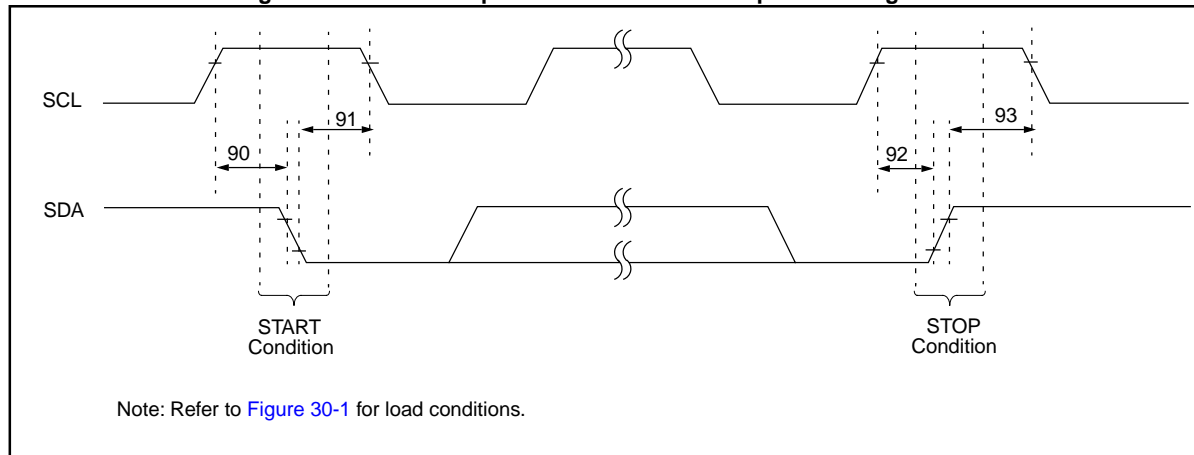 SCL
91
93
90
92
SDA
START
Condition
STOP
Condition
Note: Refer to Figure 30-1 for load conditions.